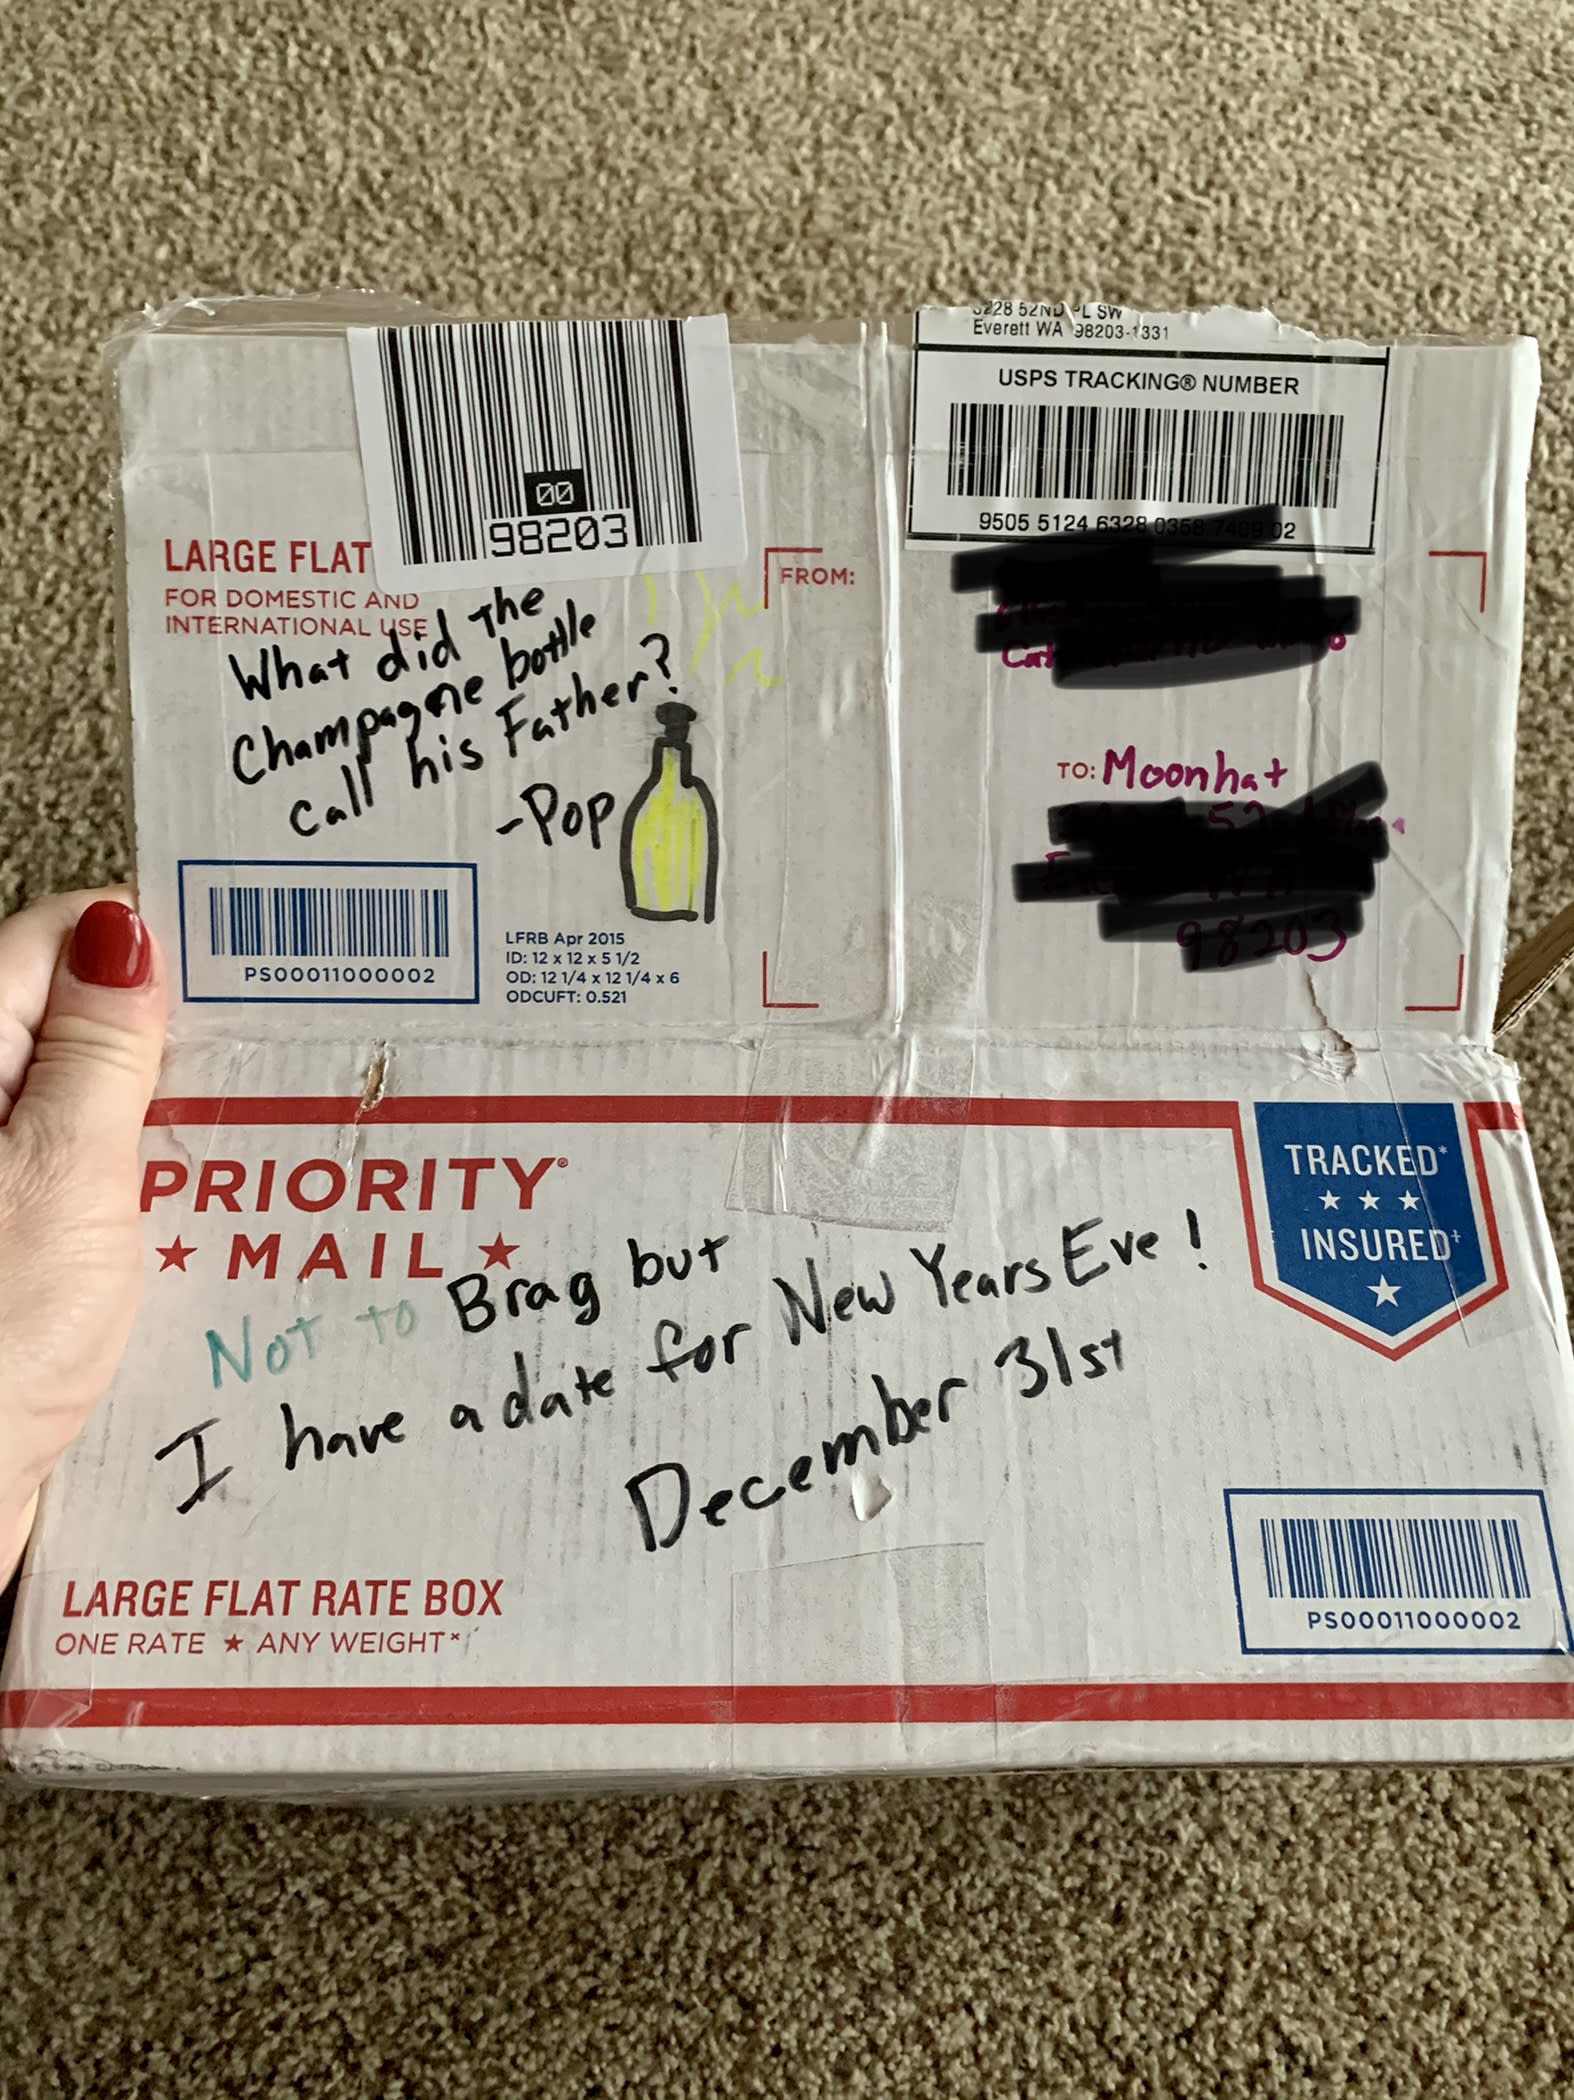 Everett WA 98203-1331
USPS TRACKING® NUMBER
9505 5124 6328 0358 7409 02
00
98203
LARGE FLAT
FOR DOMESTIC AND
INTERNATIONAL USE
What did the
Champagne bottle
call his Father?
-Pop
PS00011000002
LFRB Apr 2015
ID: 12 x 12 x 5 1/2
OD: 12 1/4 x 12 1/4 x 6
ODCUFT: 0.521
FROM:
TO: Moonhat
98203
PRIORITY®
★ MAIL ★
TRACKED*
★ ★ ★
INSURED†
★
Not to Brag but
I have a date for New Years Eve!
December 31st
LARGE FLAT RATE BOX
ONE RATE ★ ANY WEIGHT*
PS00011000002